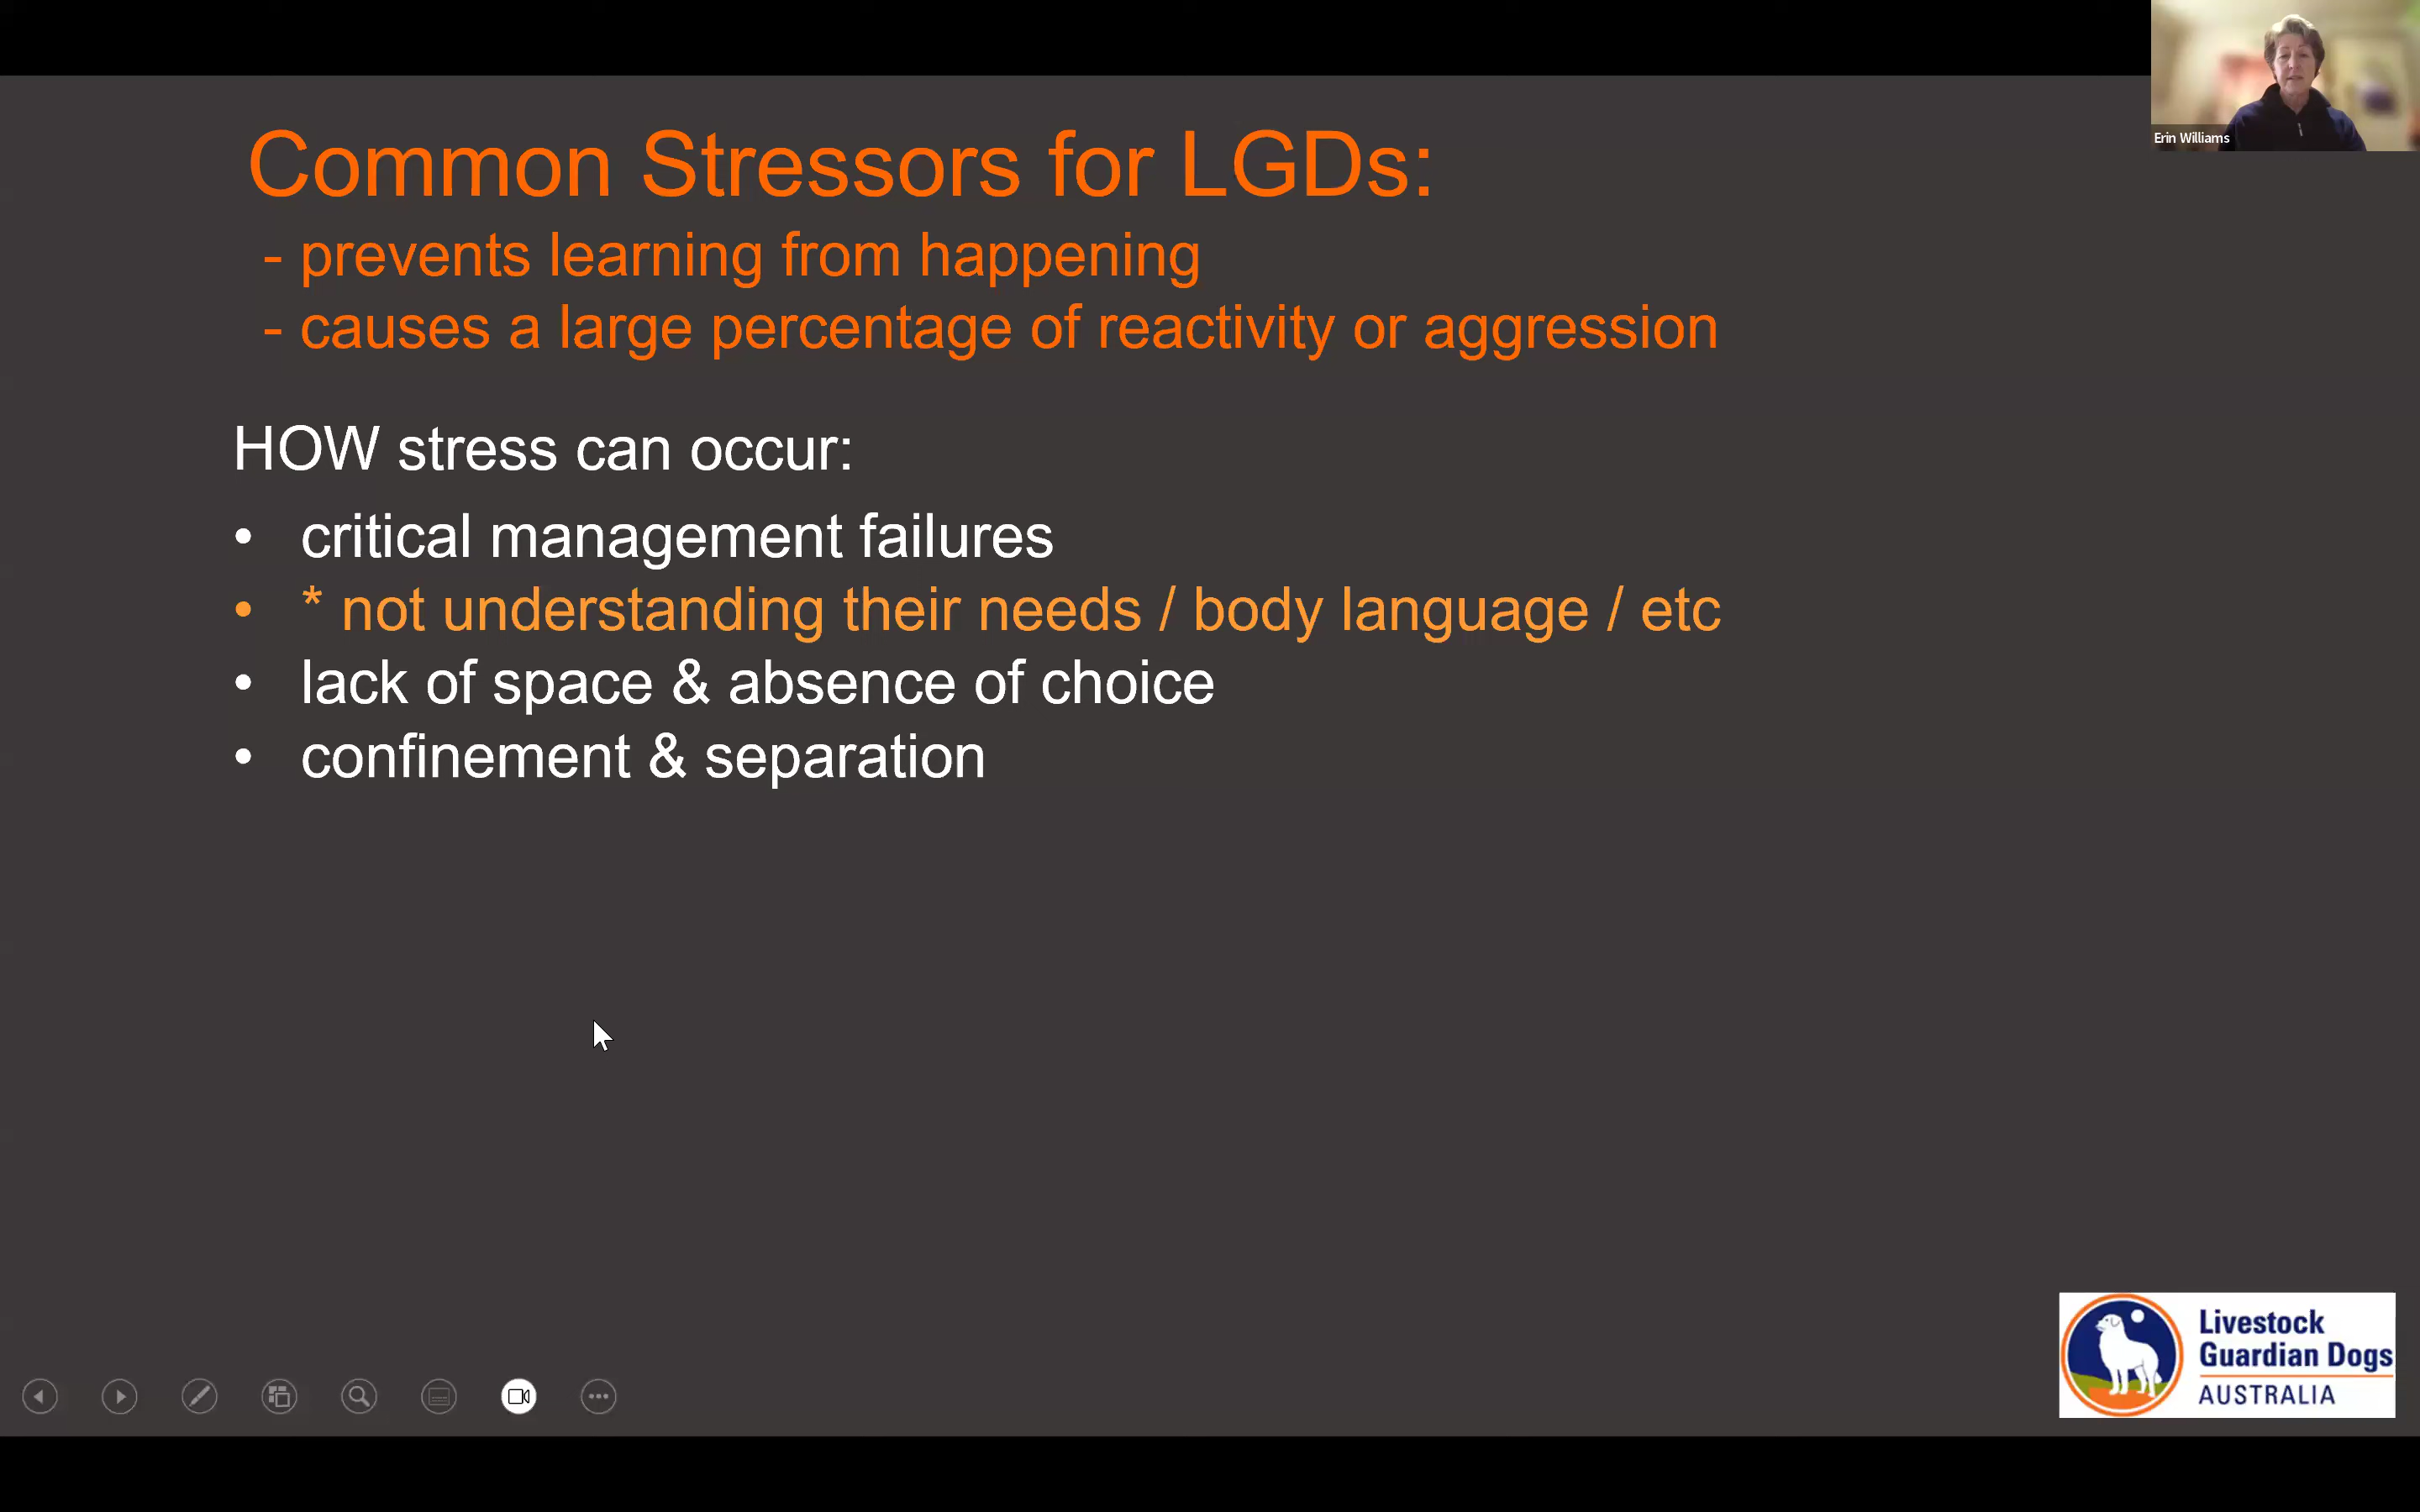 Erin Williams
Common Stressors for LGDs:
- prevents learning from happening
- causes a large percentage of reactivity or aggression
HOW stress can occur:
• critical management failures
• * not understanding their needs / body language / etc
• lack of space & absence of choice
• confinement & separation
Livestock
Guardian Dogs
AUSTRALIA